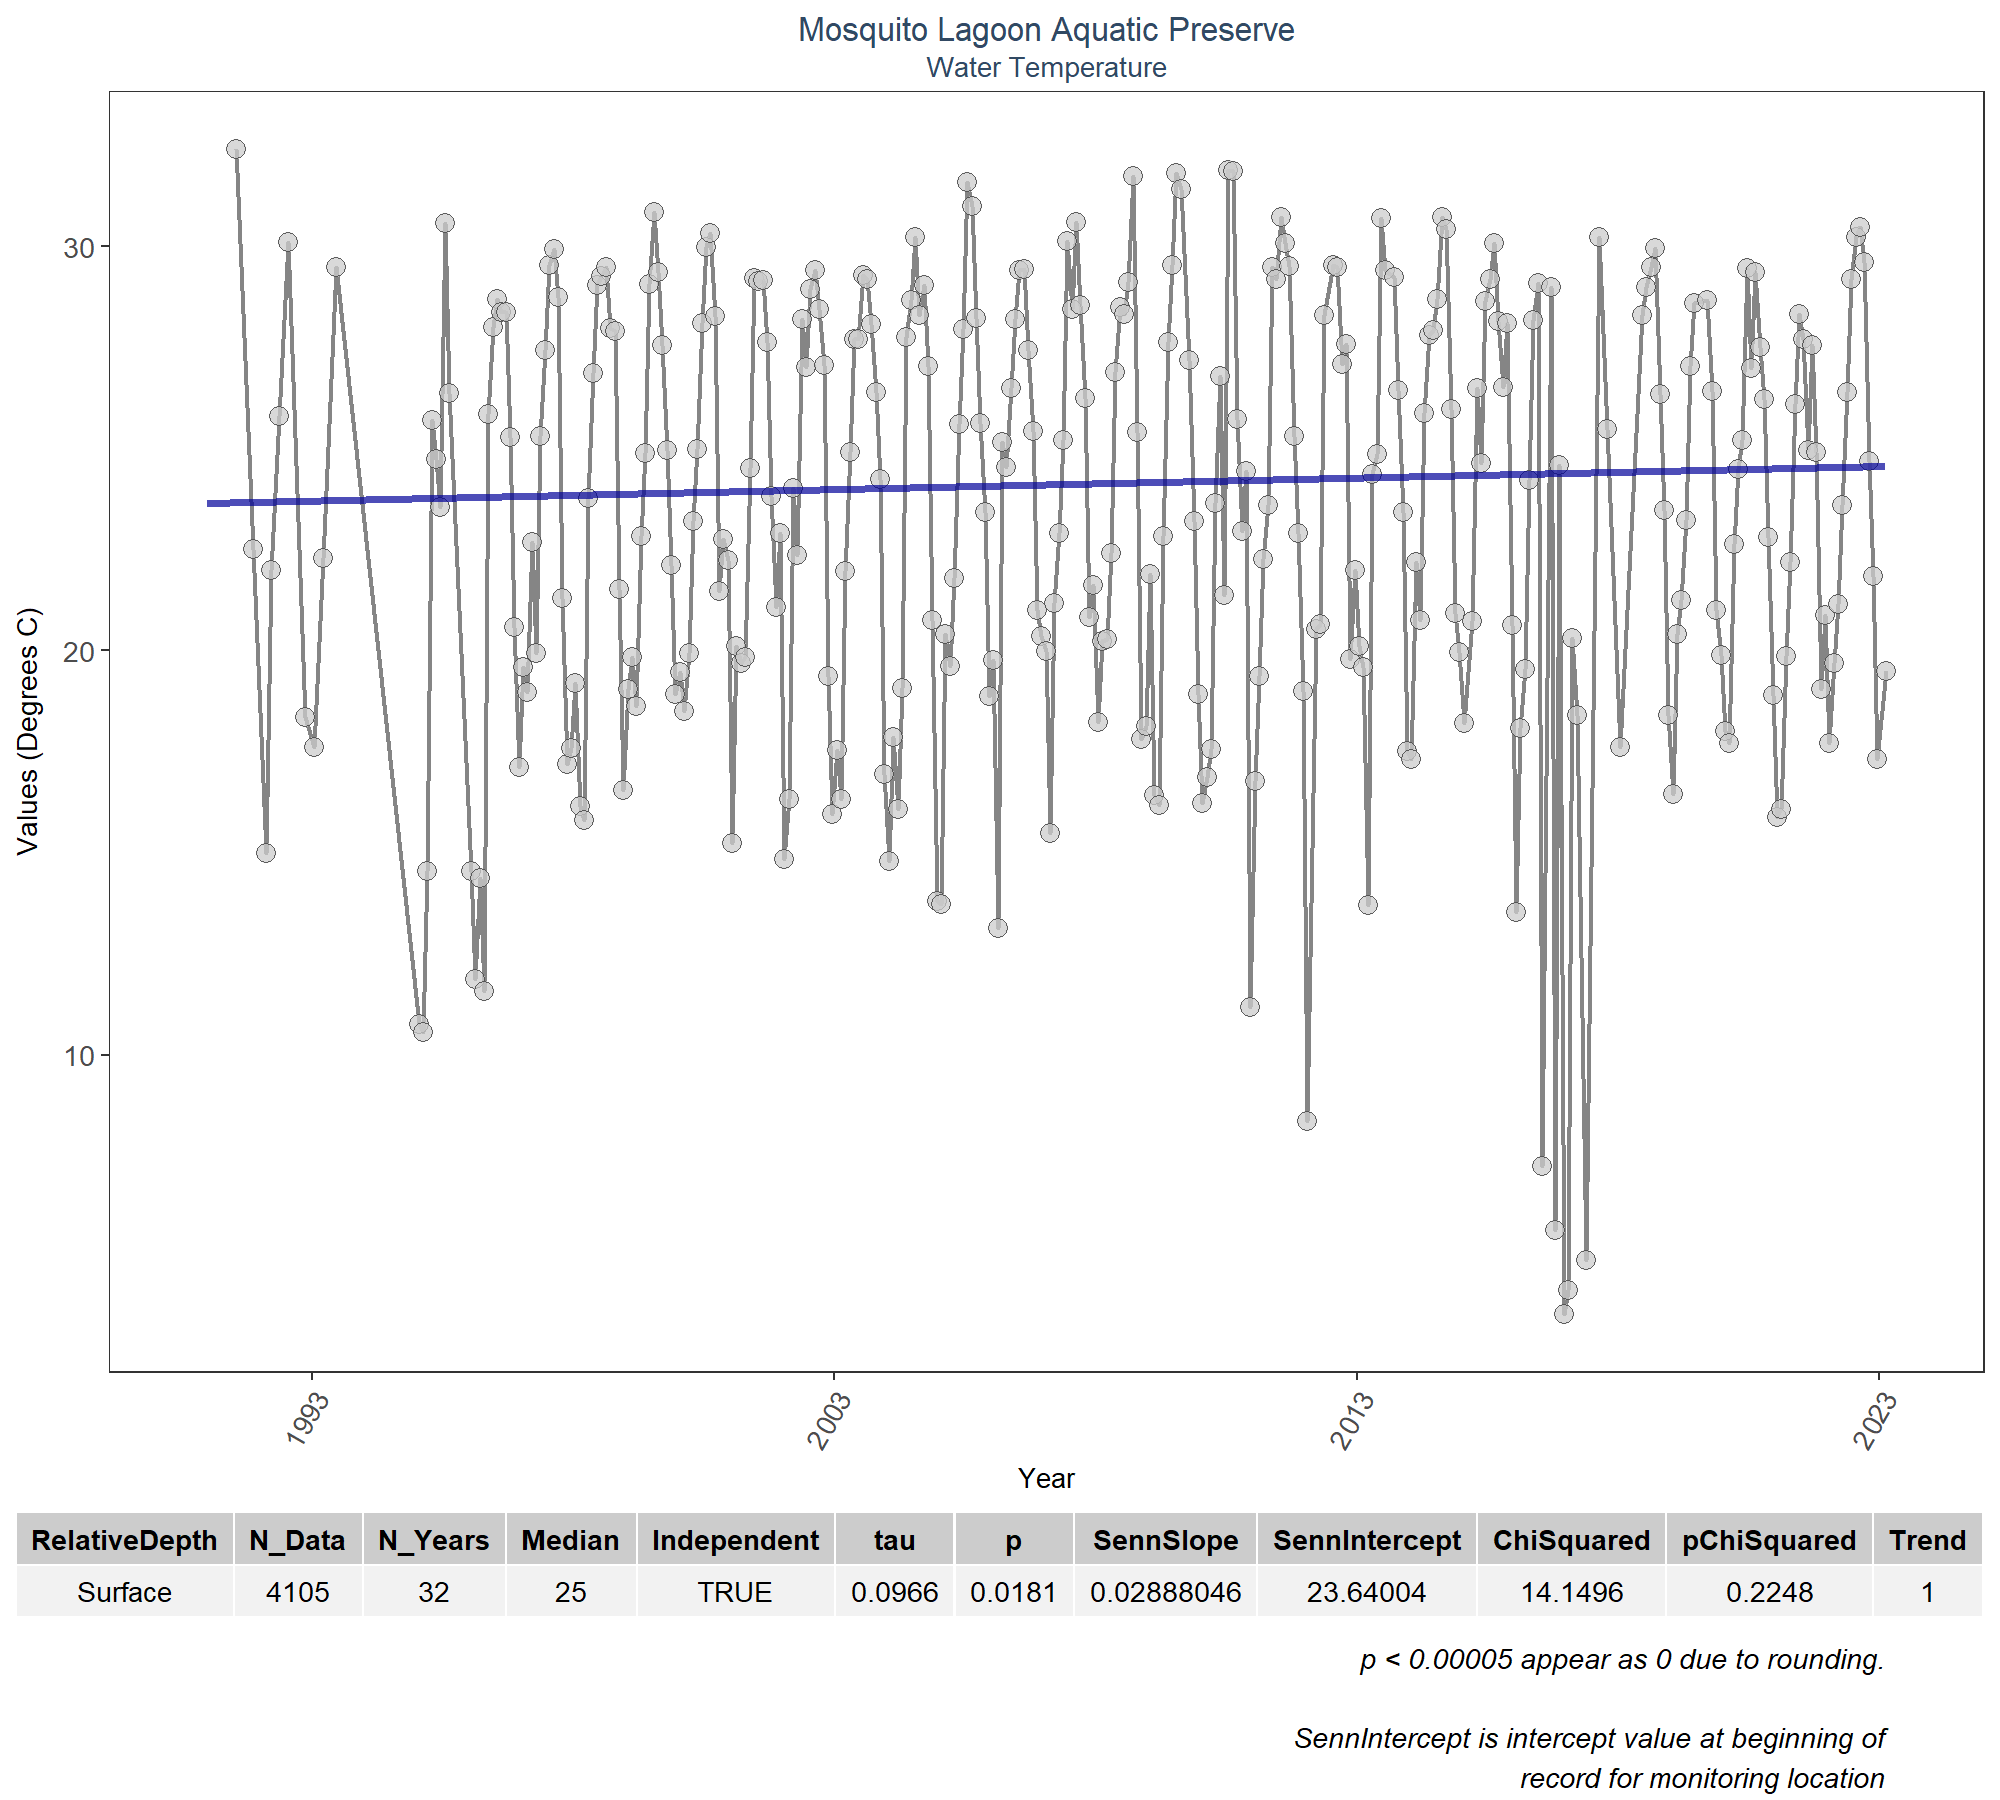 Mosquito Lagoon Aquatic Preserve
Water Temperature
Values (Degrees C)
30
20
10
1993
2003
2013
2023
Year
RelativeDepth N_Data N_Years Median Independent tau p SennSlope SennIntercept ChiSquared pChiSquared Trend
Surface 4105 32 25 TRUE 0.0966 0.0181 0.02888046 23.64004 14.1496 0.2248 1
p < 0.00005 appear as 0 due to rounding.
SennIntercept is intercept value at beginning of
record for monitoring location